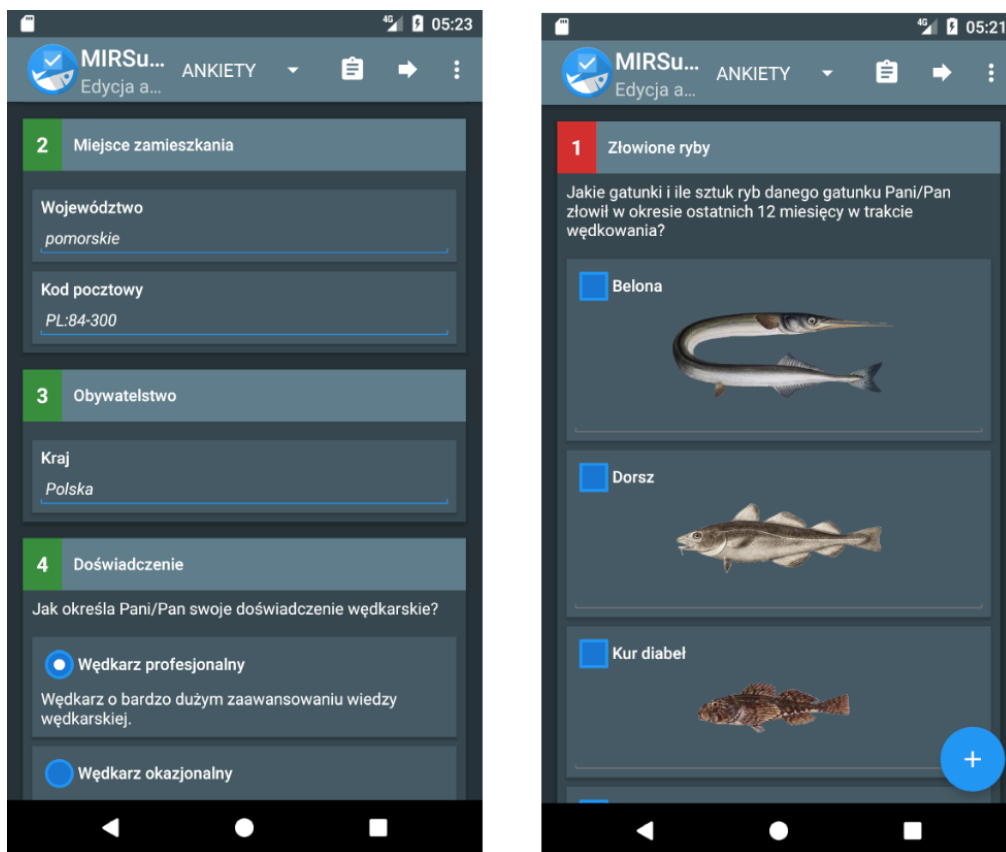 4G 05:23
MIRSu... ANKIETY
Edycja a...
2 Miejsce zamieszkania
Województwo
pomorskie
Kod pocztowy
PL:84-300
3 Obywatelstwo
Kraj
Polska
4 Doświadczenie
Jak określa Pani/Pan swoje doświadczenie wędkarskie?
Wędkarz profesjonalny
Wędkarz o bardzo dużym zaawansowaniu wiedzy
wędkarskiej.
Wędkarz okazjonalny
4G 05:21
MIRSu... ANKIETY
Edycja a...
1 Złowione ryby
Jakie gatunki i ile sztuk ryb danego gatunku Pani/Pan
złowił w okresie ostatnich 12 miesięcy w trakcie
wędkowania?
Belona
Dorsz
Kur diabeł
+